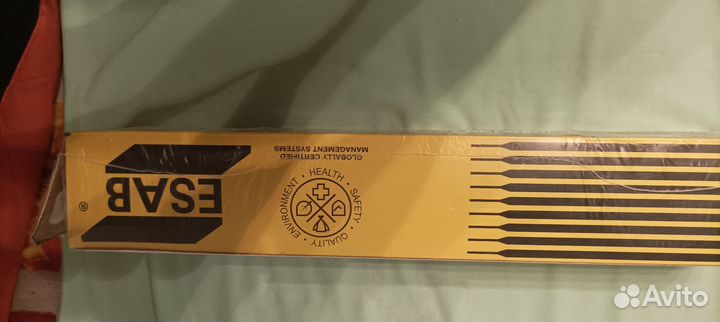 ESAB
®
GLOBALLY CERTIFIED
MANAGEMENT SYSTEMS
· HEALTH · SAFETY · QUALITY · ENVIRONMENT
Avito